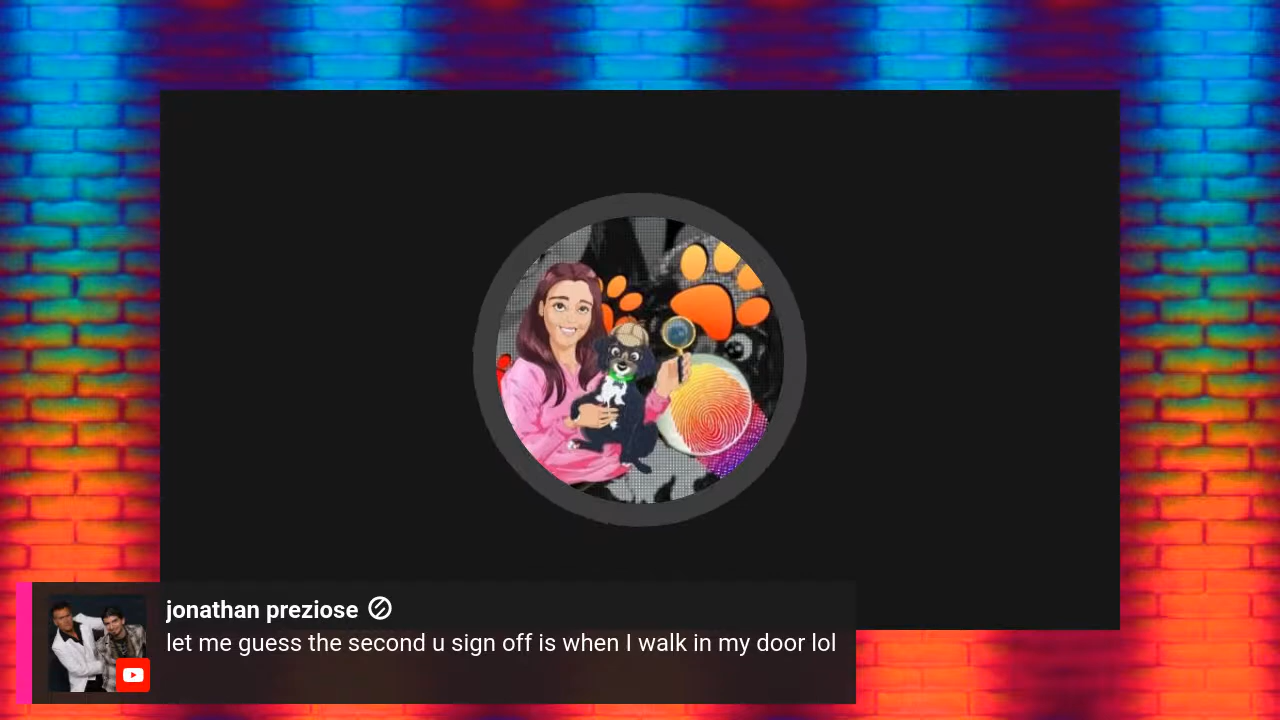 jonathan preziose
let me guess the second u sign off is when I walk in my door lol